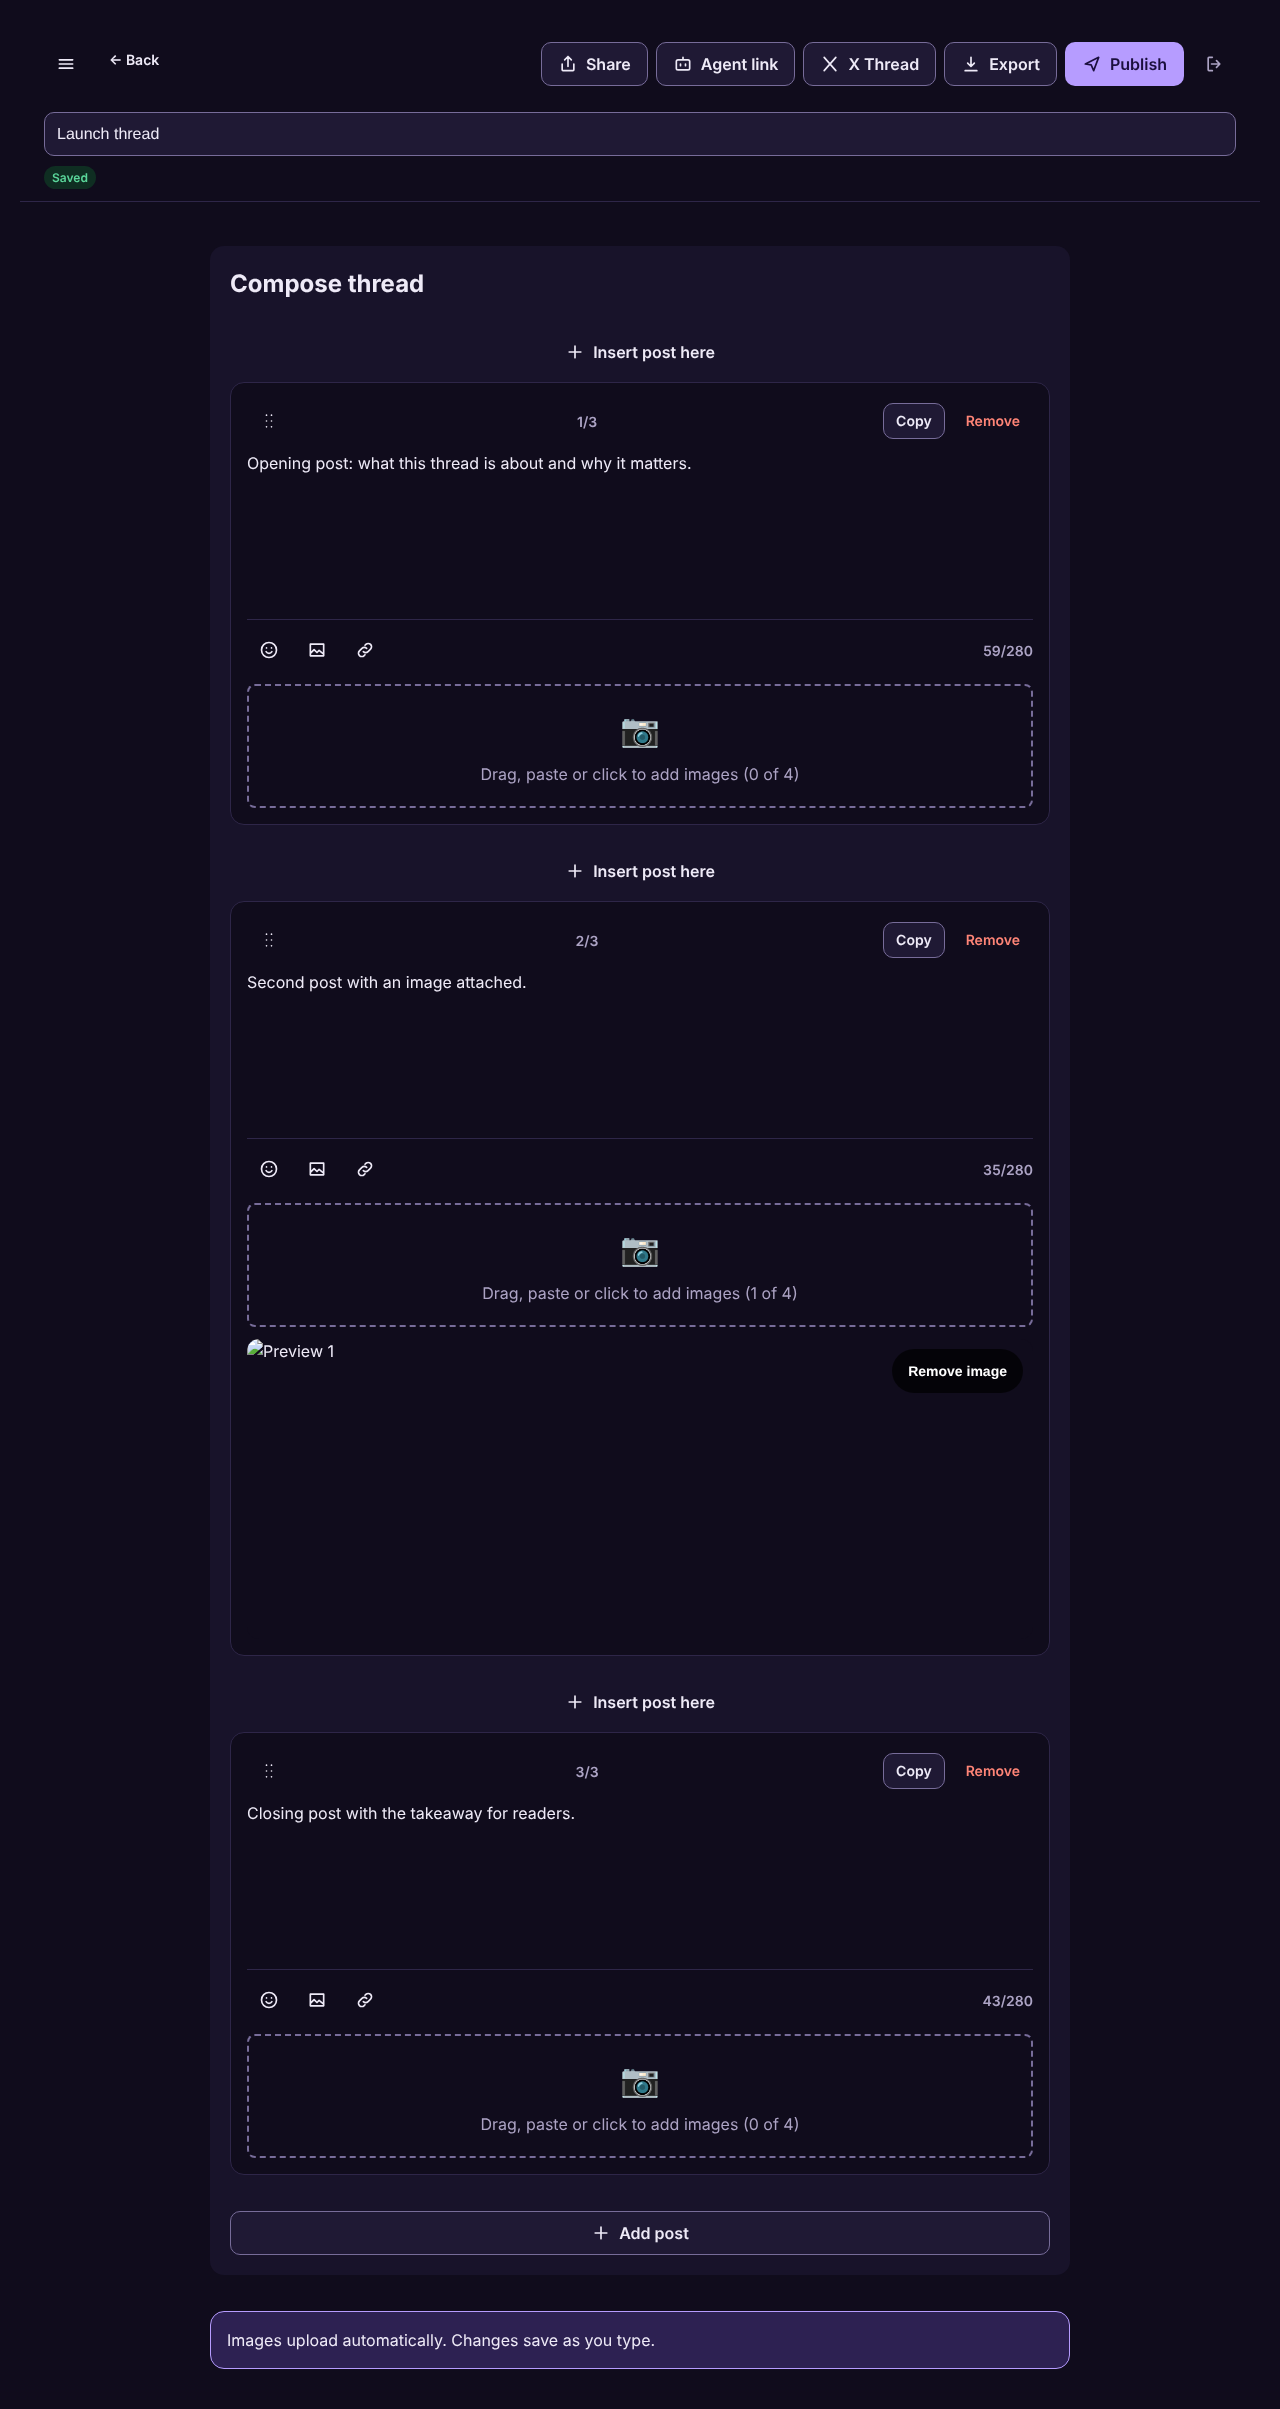 ← Back
Share
Agent link
X Thread
Export
Publish
Launch thread
Saved
Compose thread
Insert post here
1/3
Copy
Remove
Opening post: what this thread is about and why it matters.
59/280
Drag, paste or click to add images (0 of 4)
Insert post here
2/3
Copy
Remove
Second post with an image attached.
35/280
Drag, paste or click to add images (1 of 4)
Preview 1
Remove image
Insert post here
3/3
Copy
Remove
Closing post with the takeaway for readers.
43/280
Drag, paste or click to add images (0 of 4)
Add post
Images upload automatically. Changes save as you type.